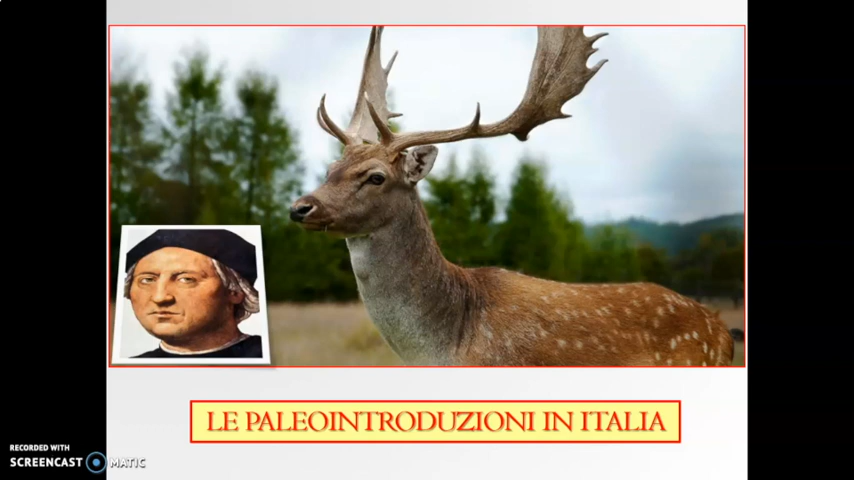 LE PALEOINTRODUZIONI IN ITALIA
RECORDED WITH
SCREENCAST MATIC